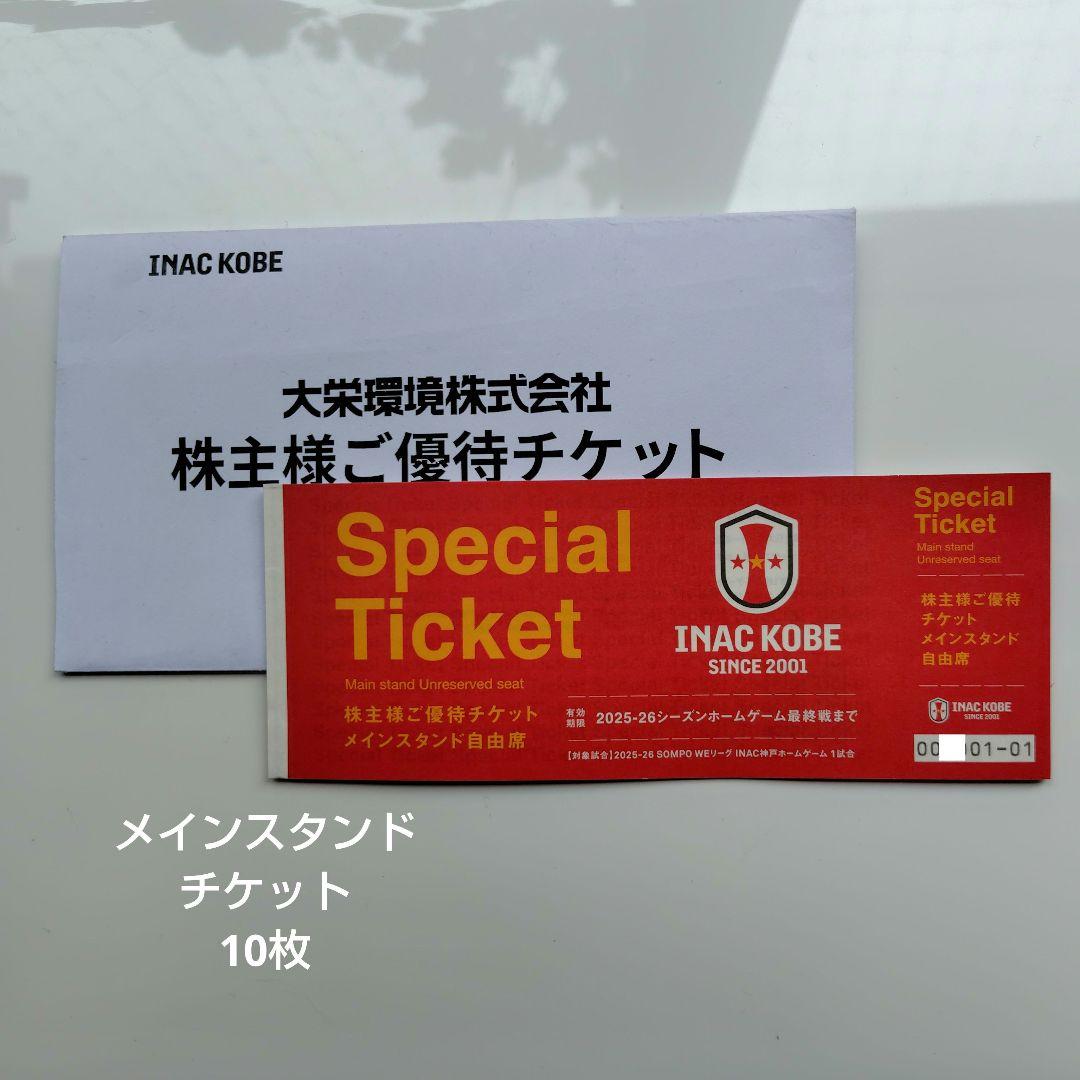 INAC KOBE
大栄環境株式会社
株主様ご優待チケット
Special
Ticket
Main stand Unreserved seat
株主様ご優待チケット
メインスタンド自由席
INAC KOBE
SINCE 2001
有効
期限
2025-26シーズンホームゲーム最終戦まで
【対象試合】2025-26 SOMPO WEリーグ INAC神戸ホームゲーム 1試合
Special
Ticket
Main stand
Unreserved seat
株主様ご優待
チケット
メインスタンド
自由席
INAC KOBE
SINCE 2001
00 01-01
メインスタンド
チケット
10枚